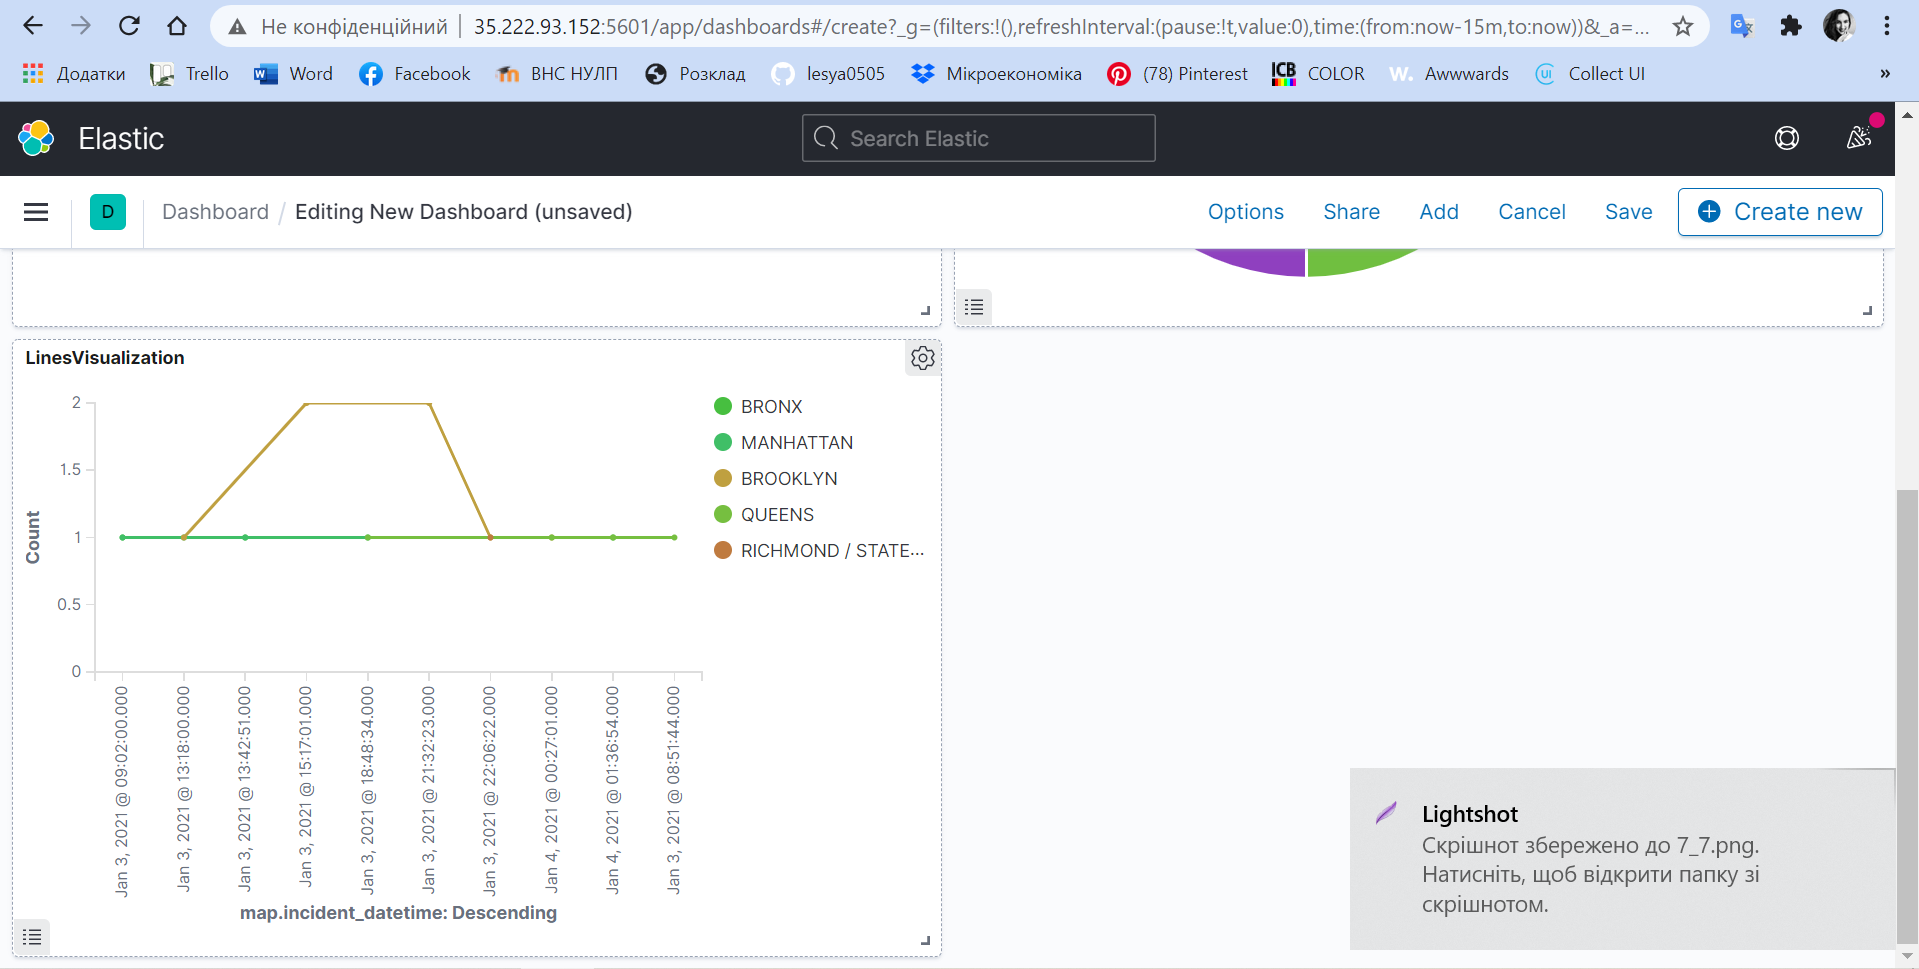 Не конфіденційний
35.222.93.152:5601/app/dashboards#/create?_g=(filters:!(),refreshInterval:(pause:!t,value:0),time:(from:now-15m,to:now))&_a=...
Додатки Trello Word Facebook ВНС НУЛП Розклад lesya0505 Мікроекономіка (78) Pinterest ICB COLOR W. Awwwards UI Collect UI »
Elastic
Search Elastic
D Dashboard / Editing New Dashboard (unsaved)
Options Share Add Cancel Save Create new
LinesVisualization
2
1.5
1
0.5
0
Count
BRONX
MANHATTAN
BROOKLYN
QUEENS
RICHMOND / STATE...
Jan 3, 2021 @ 09:02:00.000
Jan 3, 2021 @ 13:18:00.000
Jan 3, 2021 @ 13:42:51.000
Jan 3, 2021 @ 15:17:01.000
Jan 3, 2021 @ 18:48:34.000
Jan 3, 2021 @ 21:32:23.000
Jan 3, 2021 @ 22:06:22.000
Jan 4, 2021 @ 00:27:01.000
Jan 4, 2021 @ 01:36:54.000
Jan 3, 2021 @ 08:51:44.000
map.incident_datetime: Descending
Lightshot
Скрішнот збережено до 7_7.png.
Натисніть, щоб відкрити папку зі
скрішнотом.